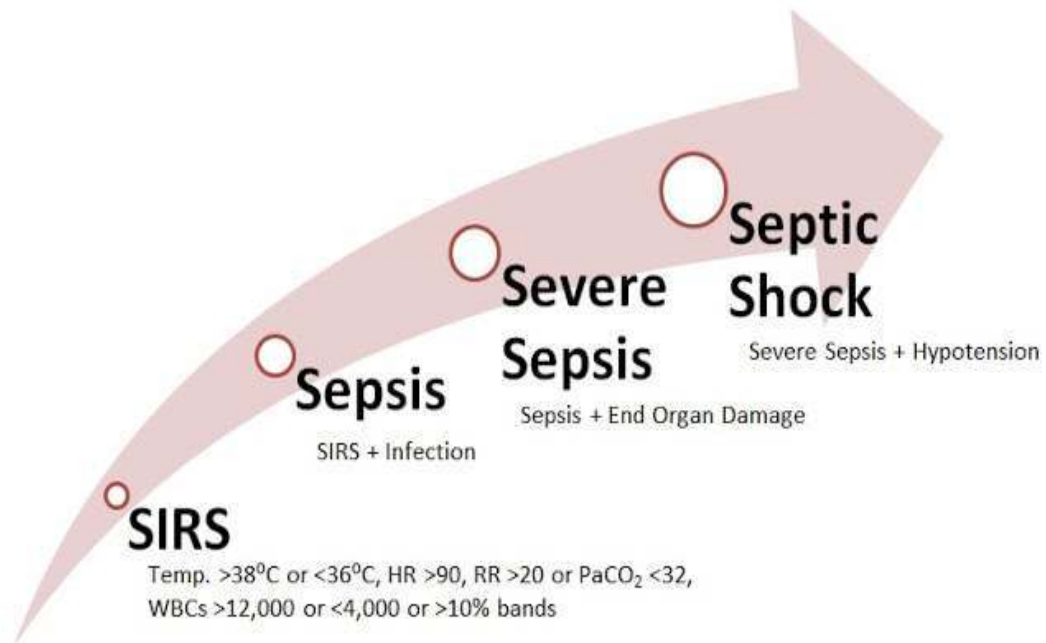 Septic
Shock
Severe Sepsis + Hypotension
Severe
Sepsis
Sepsis + End Organ Damage
Sepsis
SIRS + Infection
SIRS
Temp. >38⁰C or <36⁰C, HR >90, RR >20 or PaCO₂ <32,
WBCs >12,000 or <4,000 or >10% bands